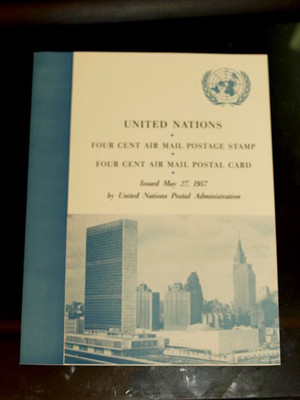 UNITED NATIONS
FOUR CENT AIR MAIL POSTAGE STAMP
FOUR CENT AIR MAIL POSTAL CARD
Issued May 27, 1957
by United Nations Postal Administration